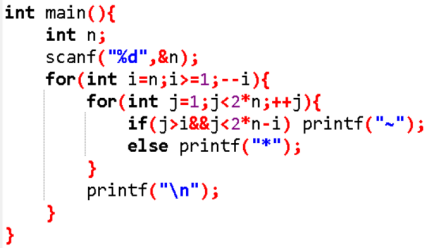 int main(){
int n;
scanf("%d",&n);
for(int i=n;i>=1;--i){
for(int j=1;j<2*n;++j){
if(j>i&&j<2*n-i) printf("~");
else printf("*");
}
printf("\n");
}
}